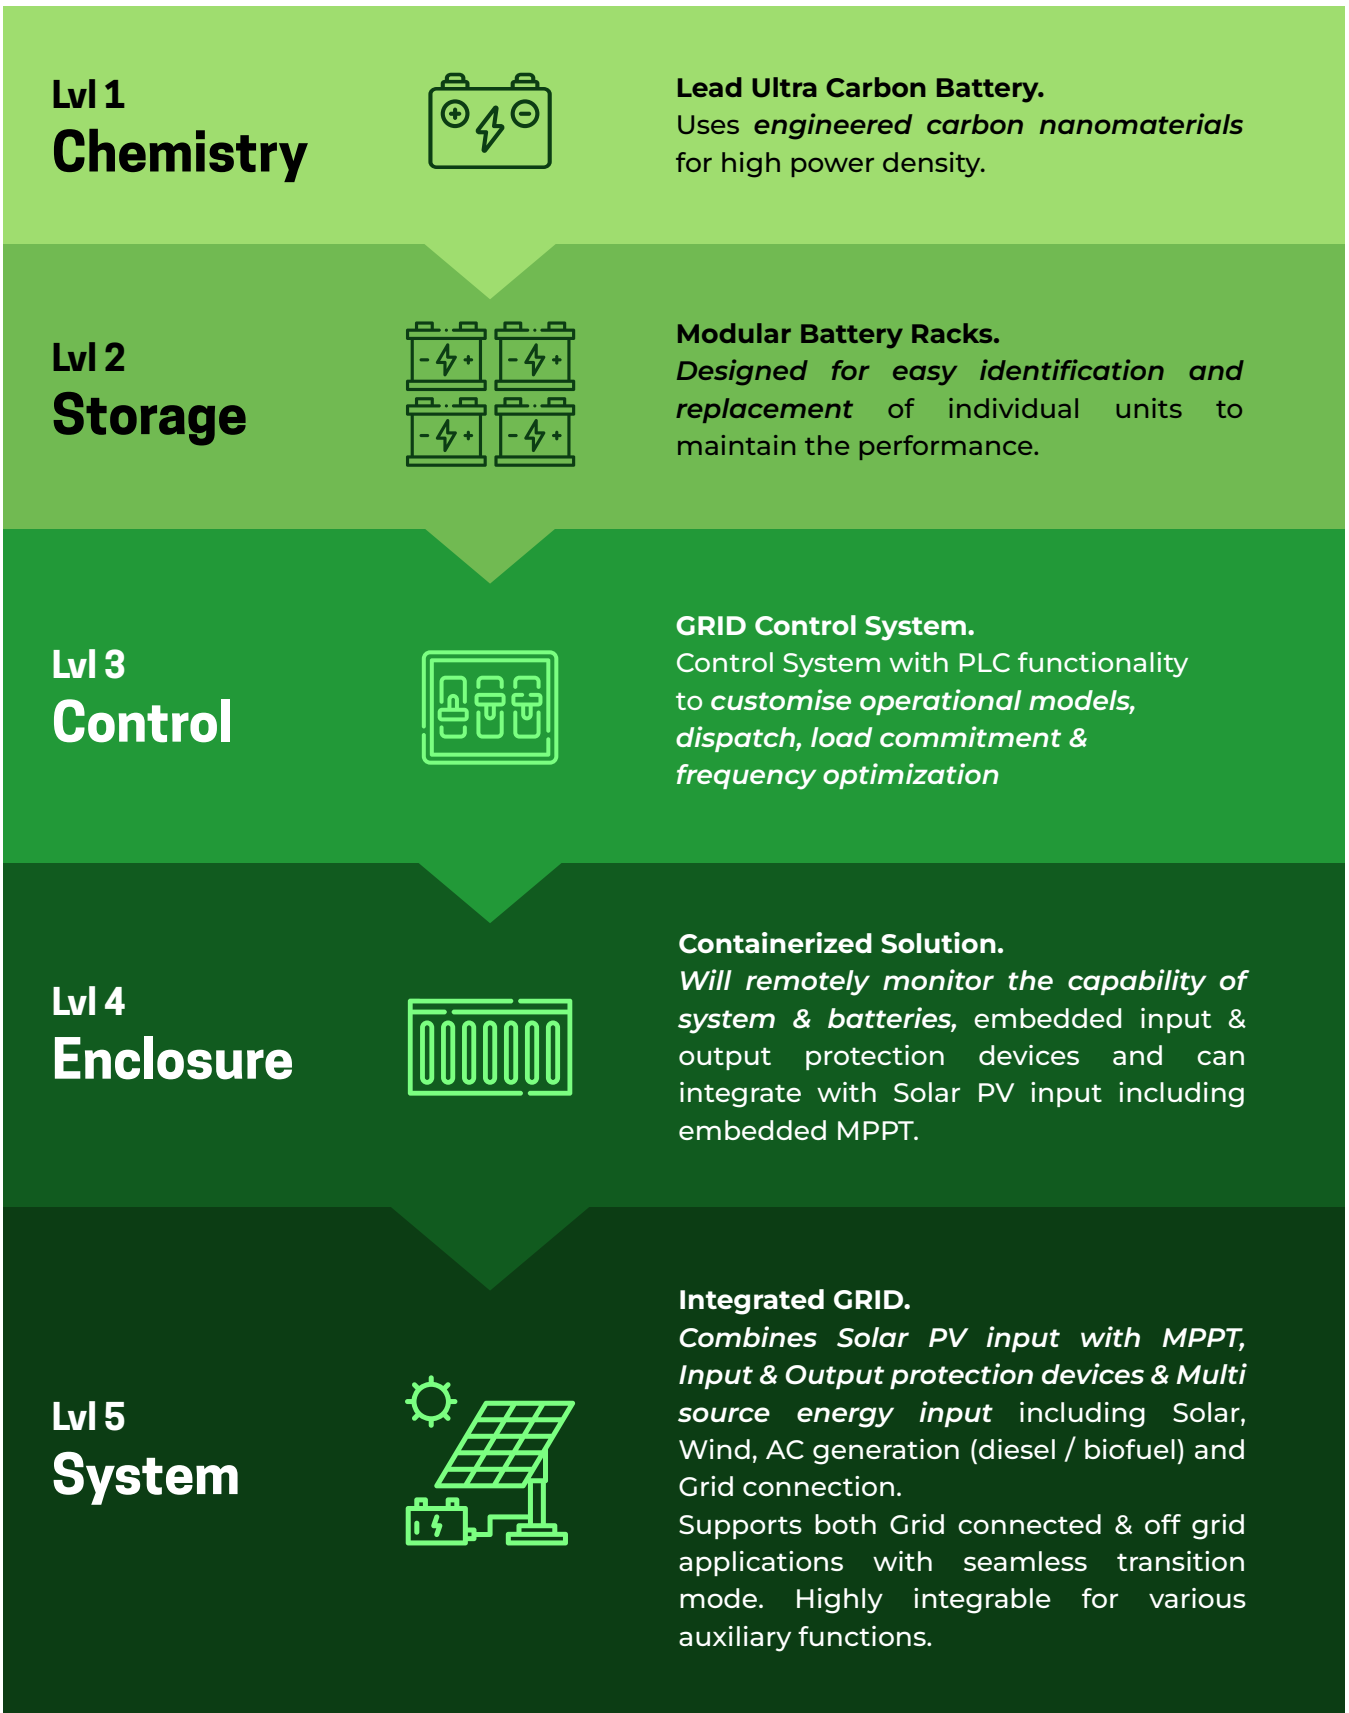 Lvl 1
Chemistry
Lead Ultra Carbon Battery.
Uses engineered carbon nanomaterials
for high power density.
Lvl 2
Storage
Modular Battery Racks.
Designed for easy identification and
replacement of individual units to
maintain the performance.
Lvl 3
Control
GRID Control System.
Control System with PLC functionality
to customise operational models,
dispatch, load commitment &
frequency optimization
Lvl 4
Enclosure
Containerized Solution.
Will remotely monitor the capability of
system & batteries, embedded input &
output protection devices and can
integrate with Solar PV input including
embedded MPPT.
Lvl 5
System
Integrated GRID.
Combines Solar PV input with MPPT,
Input & Output protection devices & Multi
source energy input including Solar,
Wind, AC generation (diesel / biofuel) and
Grid connection.
Supports both Grid connected & off grid
applications with seamless transition
mode. Highly integrable for various
auxiliary functions.